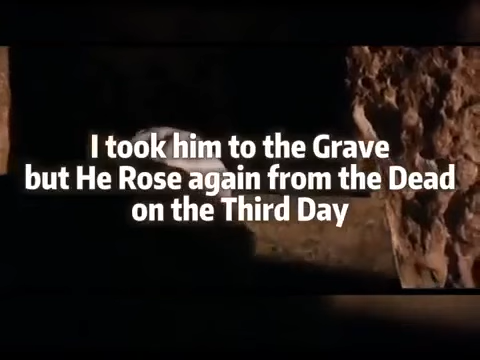 I took him to the Grave
but He Rose again from the Dead
on the Third Day